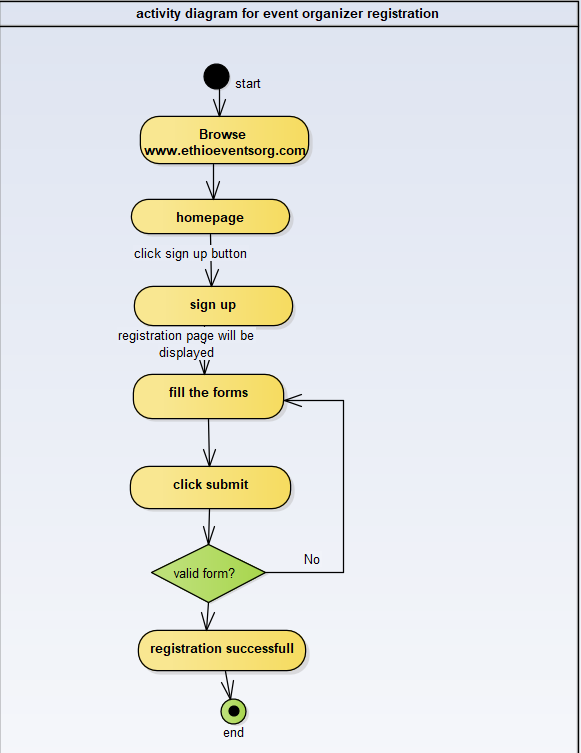 activity diagram for event organizer registration
start
Browse
www.ethioeventsorg.com
homepage
click sign up button
sign up
registration page will be
displayed
fill the forms
click submit
valid form?
No
registration successfull
end